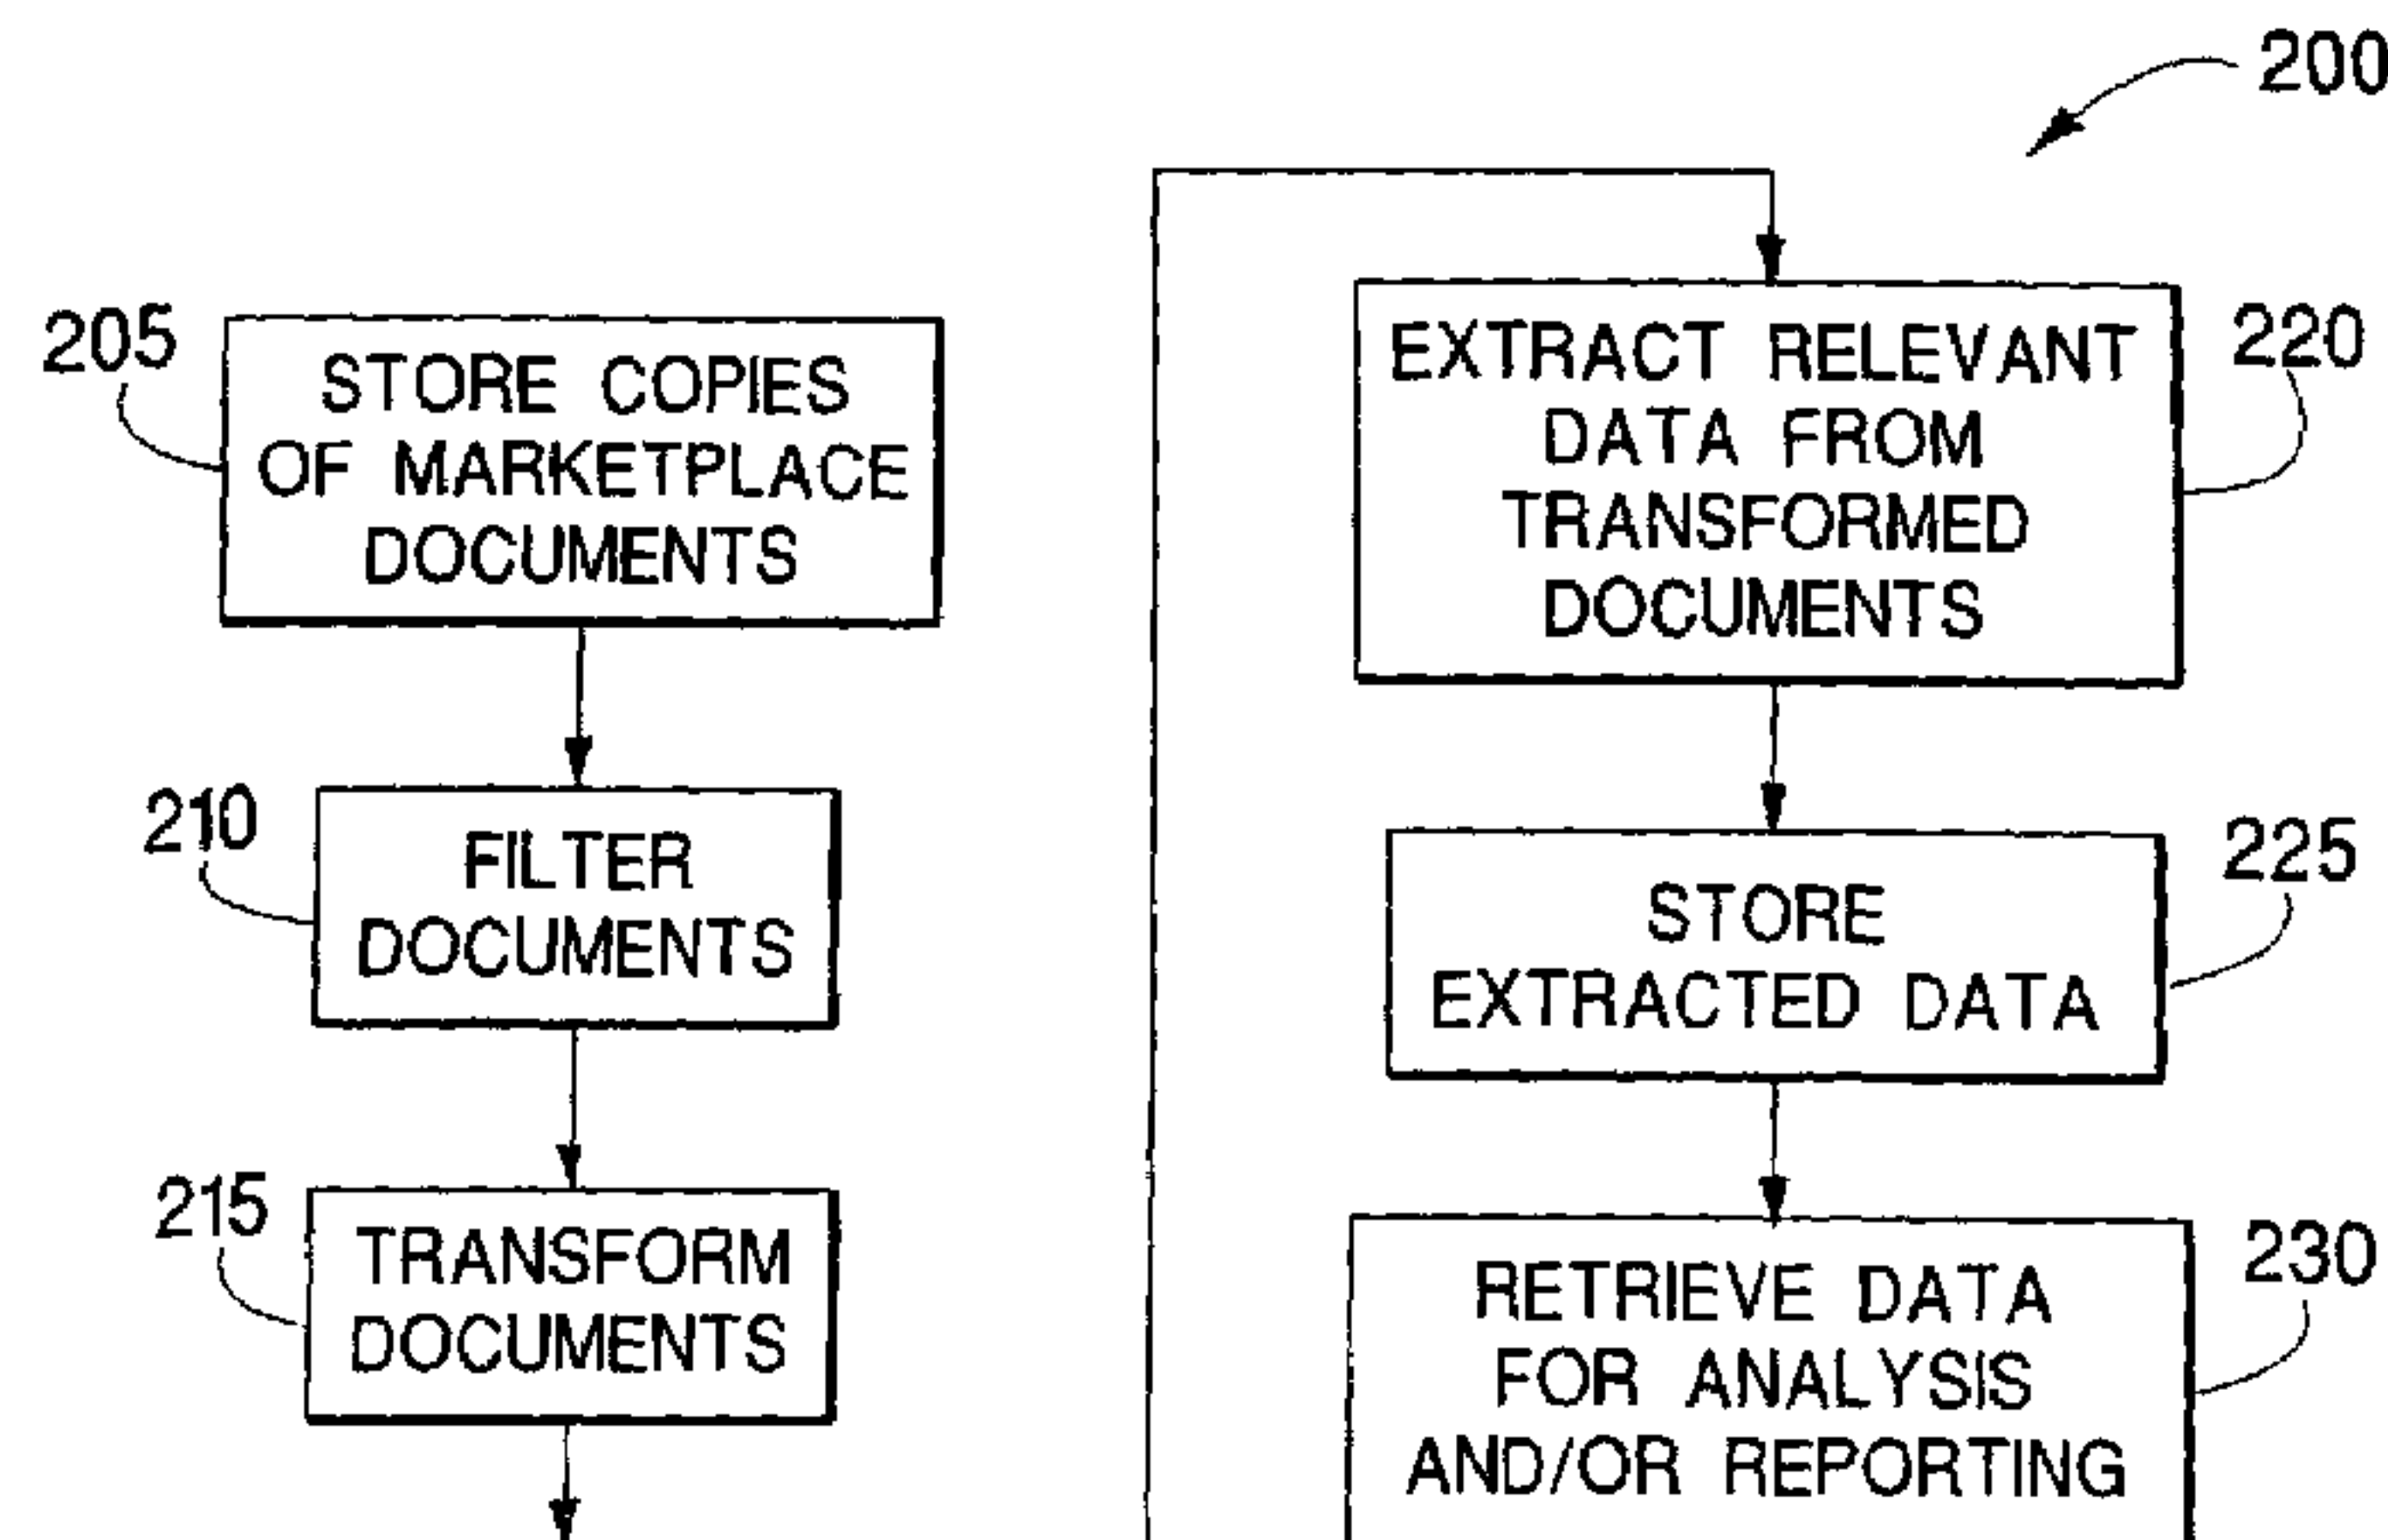 200
205
STORE COPIES
OF MARKETPLACE
DOCUMENTS
210
FILTER
DOCUMENTS
215
TRANSFORM
DOCUMENTS
EXTRACT RELEVANT
DATA FROM
TRANSFORMED
DOCUMENTS
220
STORE
EXTRACTED DATA
225
RETRIEVE DATA
FOR ANALYSIS
AND/OR REPORTING
230